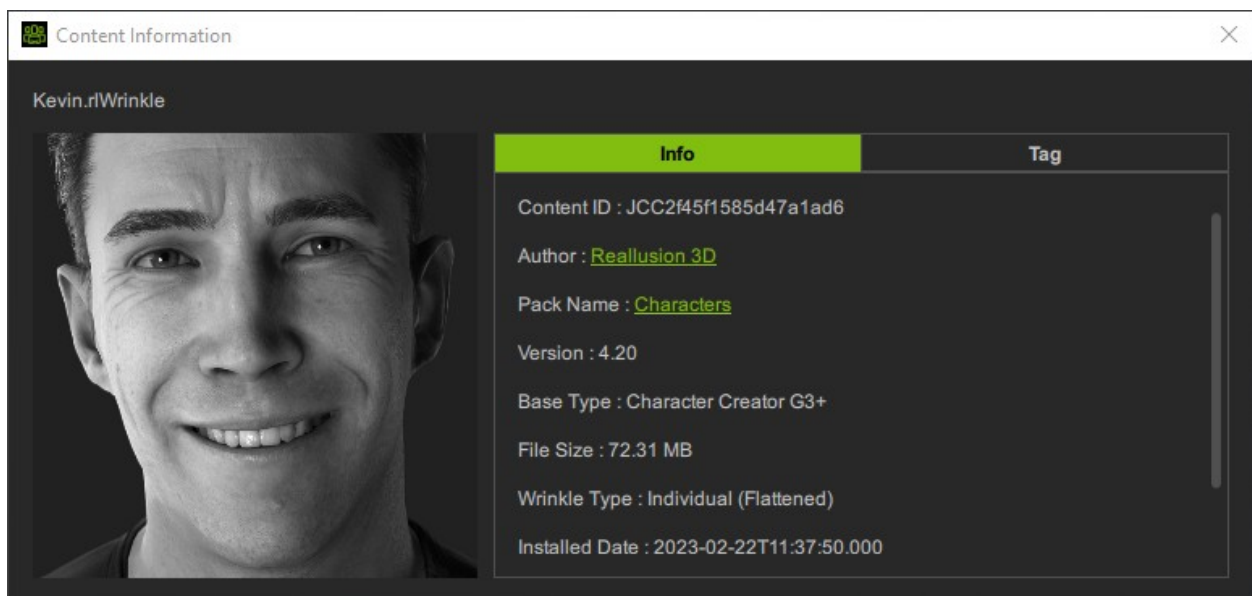 Content Information
Kevin.rlWrinkle
Info
Tag
Content ID : JCC2f45f1585d47a1ad6
Author : Reallusion 3D
Pack Name : Characters
Version : 4.20
Base Type : Character Creator G3+
File Size : 72.31 MB
Wrinkle Type : Individual (Flattened)
Installed Date : 2023-02-22T11:37:50.000